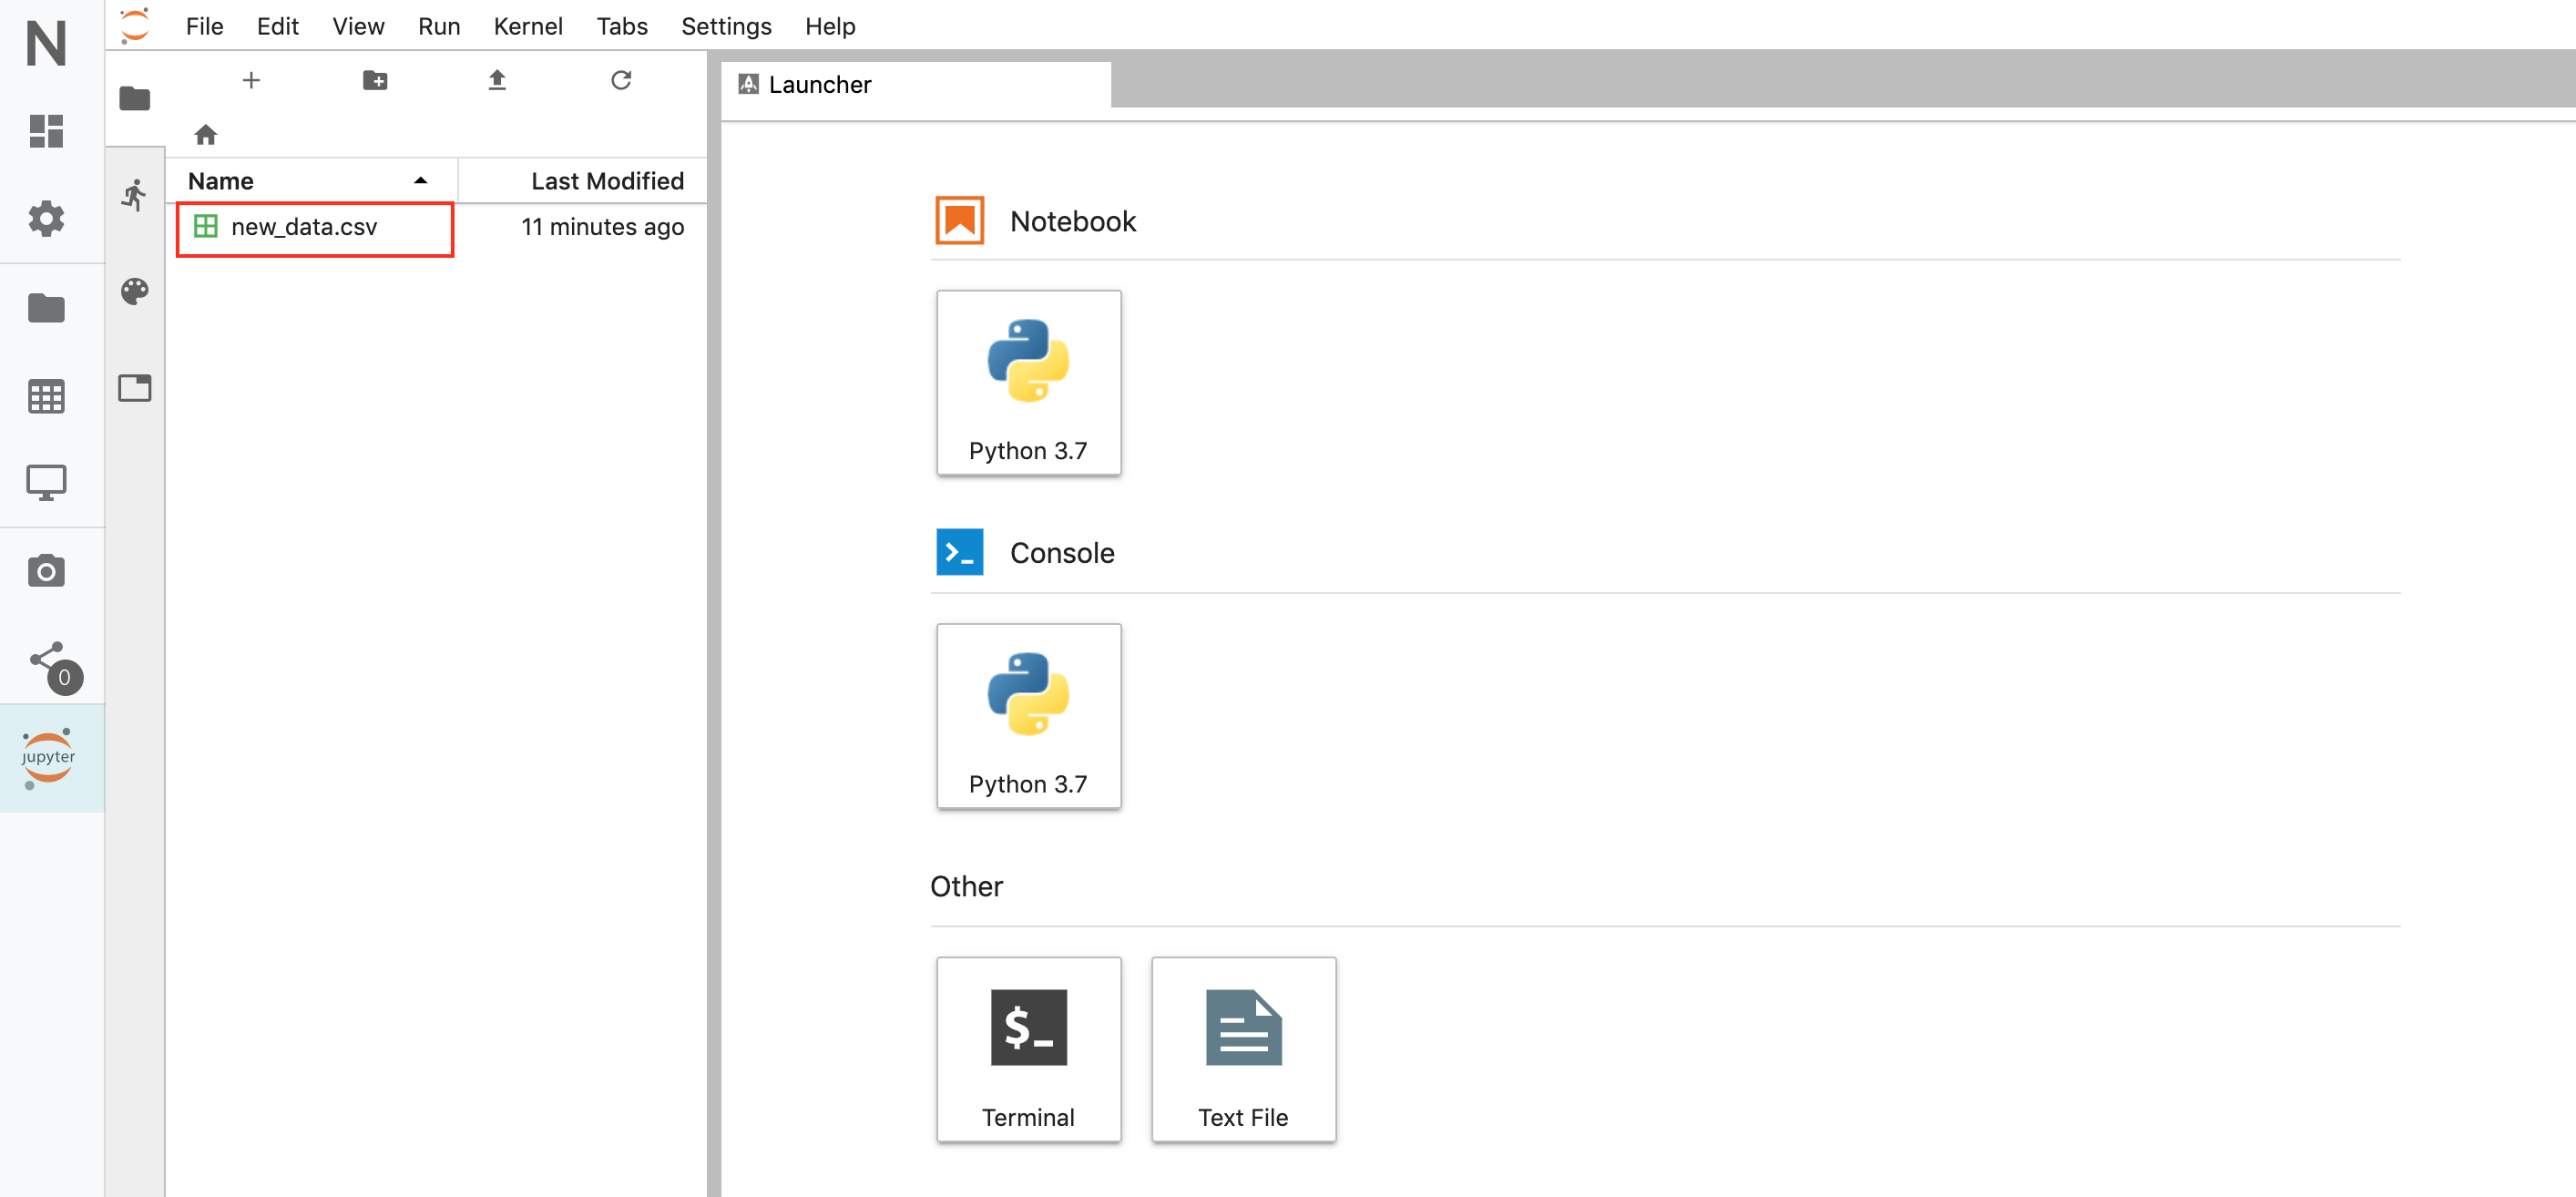 N
File Edit View Run Kernel Tabs Settings Help
Launcher
Name Last Modified
new_data.csv 11 minutes ago
Notebook
Python 3.7
Console
Python 3.7
0
jupyter
Other
$_
Terminal
Text File